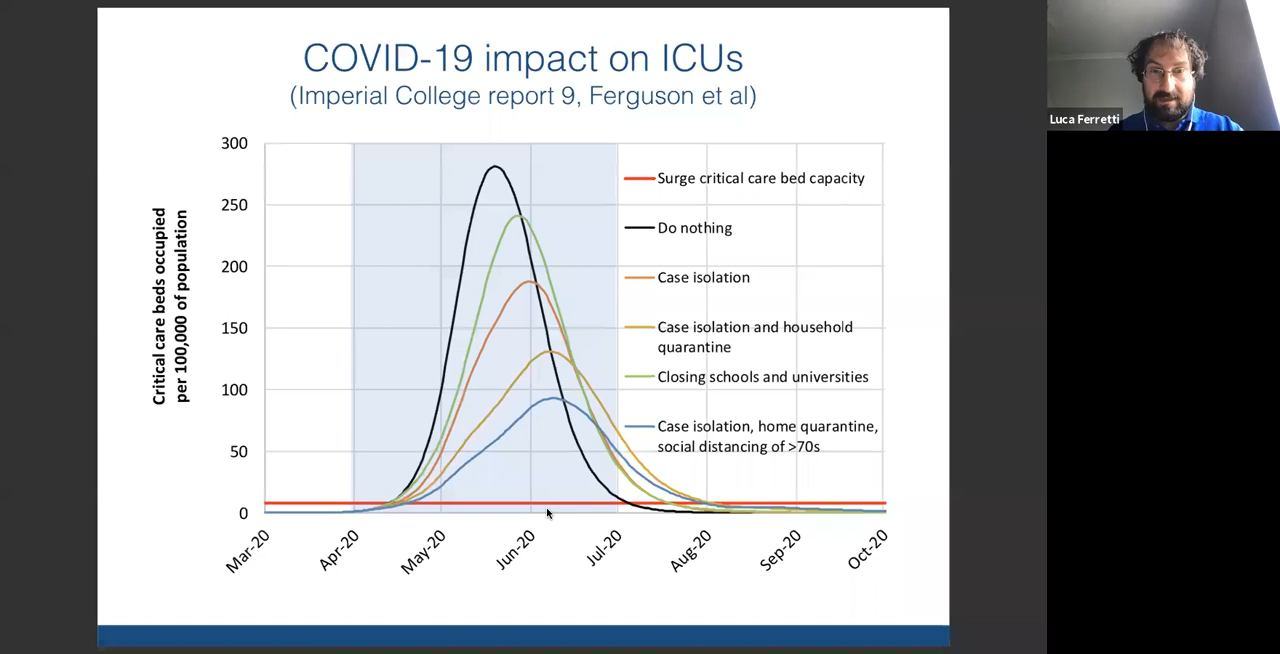 COVID-19 impact on ICUs
(Imperial College report 9, Ferguson et al)
Luca Ferretti
Critical care beds occupied
per 100,000 of population
300
250
200
150
100
50
0
Surge critical care bed capacity
Do nothing
Case isolation
Case isolation and household
quarantine
Closing schools and universities
Case isolation, home quarantine,
social distancing of >70s
Mar-20
Apr-20
May-20
Jun-20
Jul-20
Aug-20
Sep-20
Oct-20